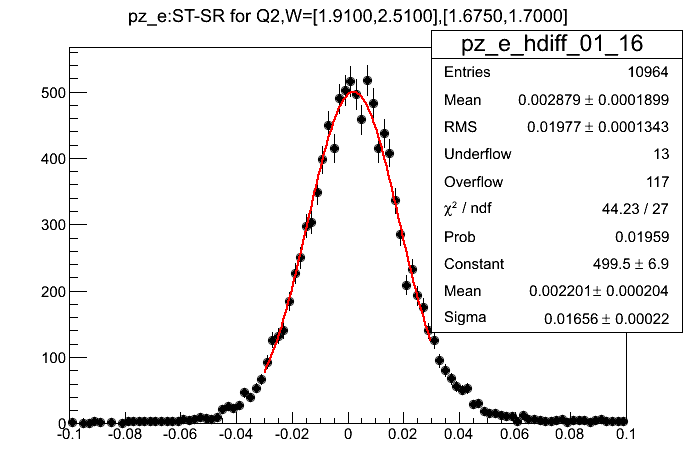 pz_e:ST-SR for Q2,W=[1.9100,2.5100],[1.6750,1.7000]
pz_e_hdiff_01_16
Entries 10964
Mean 0.002879 ± 0.0001899
RMS 0.01977 ± 0.0001343
Underflow 13
Overflow 117
χ² / ndf 44.23 / 27
Prob 0.01959
Constant 499.5 ± 6.9
Mean 0.002201 ± 0.000204
Sigma 0.01656 ± 0.00022
500
400
300
200
100
0
-0.1 -0.08 -0.06 -0.04 -0.02 0 0.02 0.04 0.06 0.08 0.1